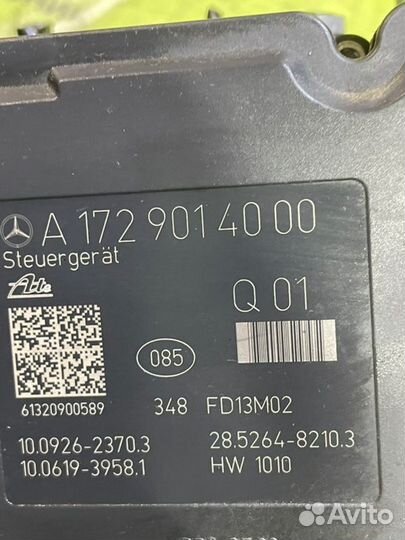 A 172 901 40 00
Steuergerät
Ate
Q 01
085
61320900589
348 FD13M02
10.0926-2370.3 28.5264-8210.3
10.0619-3958.1 HW 1010
Avito